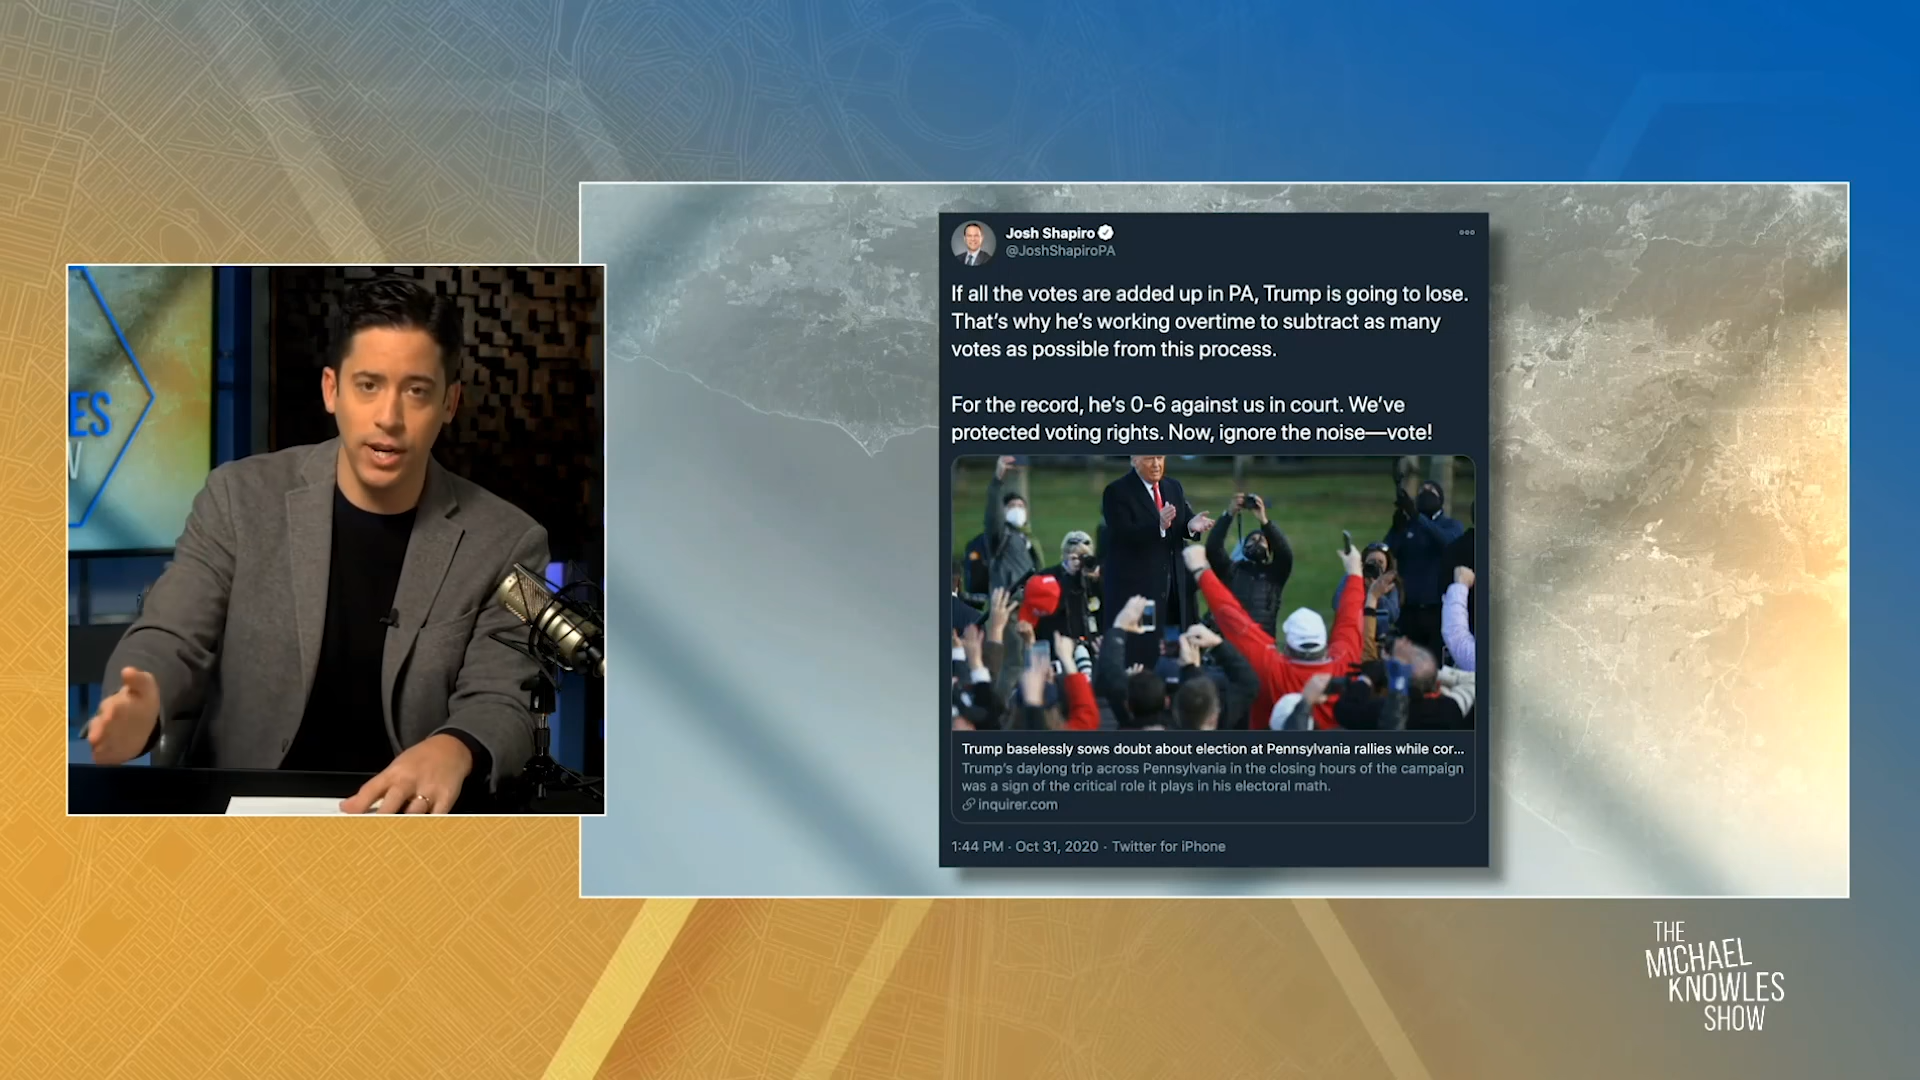 Josh Shapiro
@JoshShapiroPA
If all the votes are added up in PA, Trump is going to lose.
That's why he's working overtime to subtract as many
votes as possible from this process.
For the record, he's 0-6 against us in court. We've
protected voting rights. Now, ignore the noise—vote!
Trump baselessly sows doubt about election at Pennsylvania rallies while cor...
Trump's daylong trip across Pennsylvania in the closing hours of the campaign
was a sign of the critical role it plays in his electoral math.
inquirer.com
1:44 PM · Oct 31, 2020 · Twitter for iPhone
ES
W
THE
MICHAEL
KNOWLES
SHOW